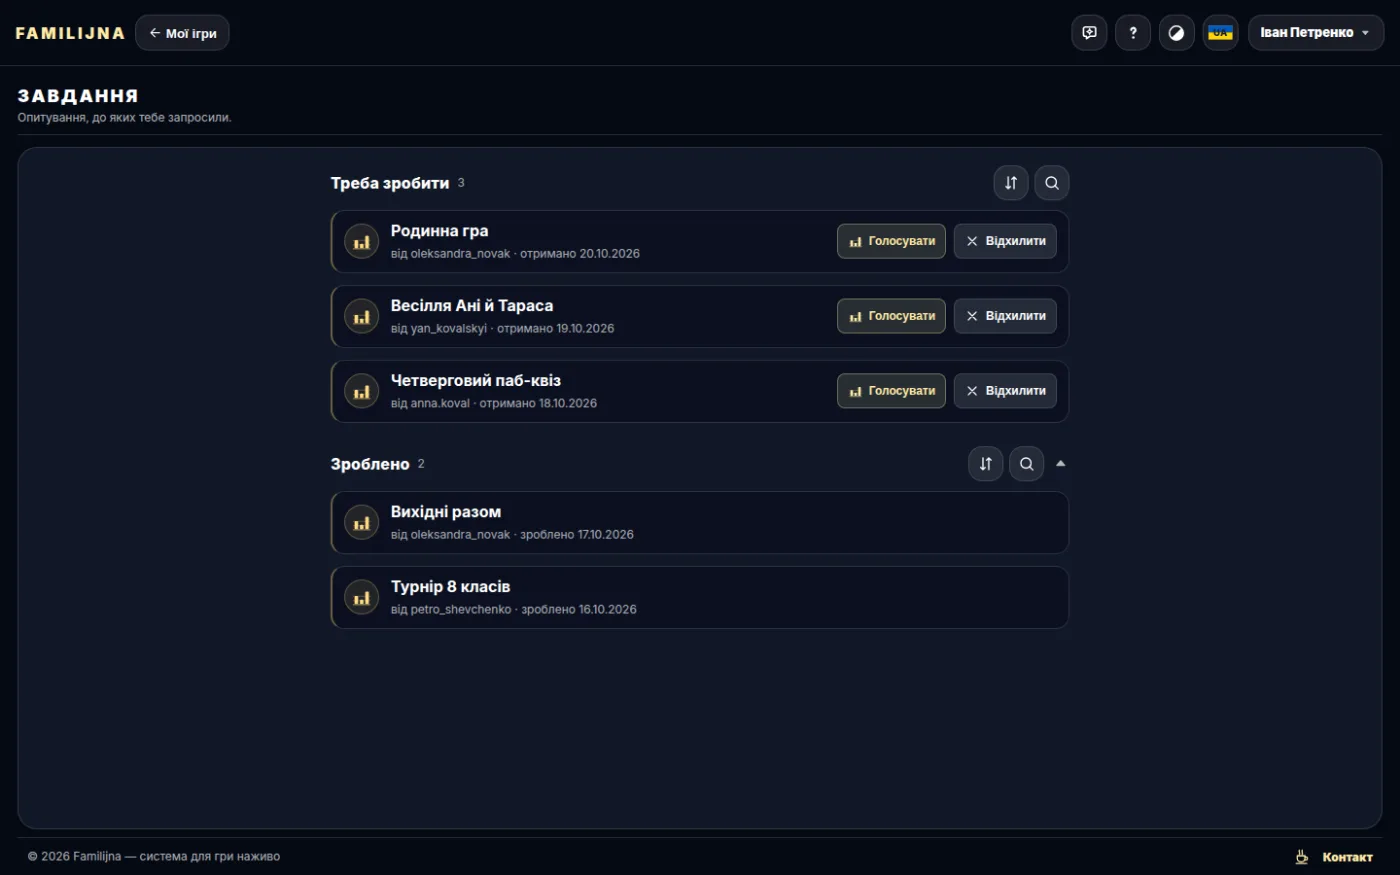 FAMILIJNA
← Мої ігри
?
UA
Іван Петренко
ЗАВДАННЯ
Опитування, до яких тебе запросили.
Треба зробити 3
Родинна гра
від oleksandra_novak · отримано 20.10.2026
Голосувати
Відхилити
Весілля Ані й Тараса
від yan_kovalskyi · отримано 19.10.2026
Голосувати
Відхилити
Четверговий паб-квіз
від anna.koval · отримано 18.10.2026
Голосувати
Відхилити
Зроблено 2
Вихідні разом
від oleksandra_novak · зроблено 17.10.2026
Турнір 8 класів
від petro_shevchenko · зроблено 16.10.2026
© 2026 Familijna — система для гри наживо
Контакт